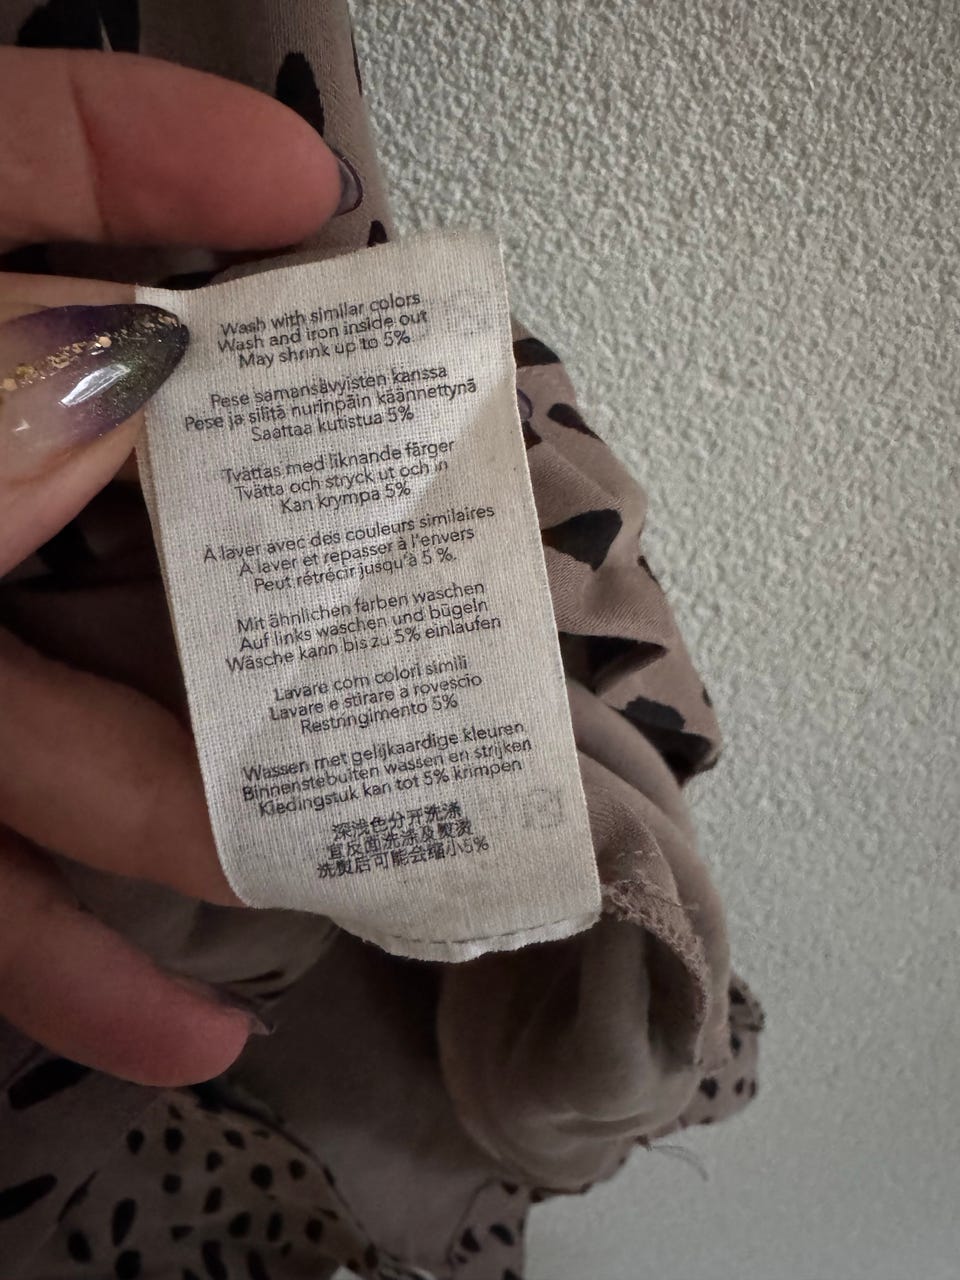 Wash with similar colors
Wash and iron inside out
May shrink up to 5%
Pese samansävyisten kanssa
Pese ja silitä nurinpäin käännettynä
Saattaa kutistua 5%
Tvättas med liknande färger
Tvätta och stryck ut och in
Kan krympa 5%
A laver avec des couleurs similaires
A laver et repasser à l'envers
Peut rétrécir jusqu'à 5 %.
Mit ähnlichen farben waschen
Auf links waschen und bügeln
Wäsche kann bis zu 5% einlaufen
Lavare com colori simili
Lavare e stirare a rovescio
Restringimento 5%
Wassen met gelijkaardige kleuren,
Binnenstebuiten wassen en strijken
Kledingstuk kan tot 5% krimpen
深浅色分开洗涤
宜反面洗涤及熨烫
洗熨后可能会缩小5%